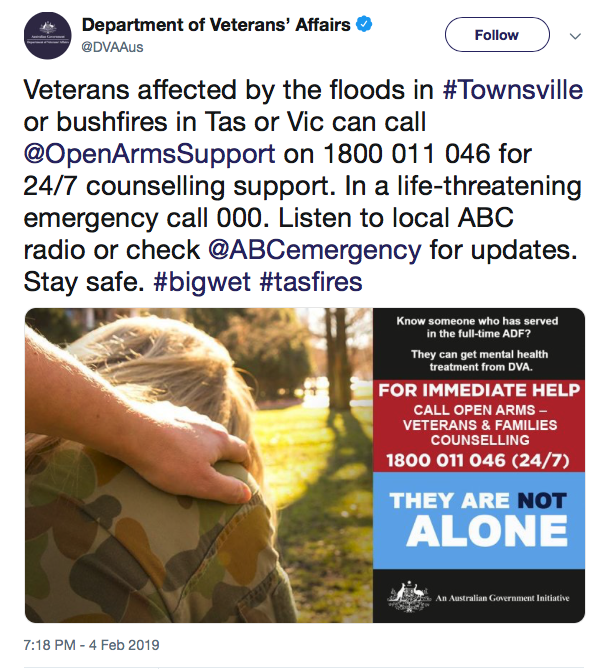 Department of Veterans' Affairs
@DVAAus
Follow
Veterans affected by the floods in #Townsville
or bushfires in Tas or Vic can call
@OpenArmsSupport on 1800 011 046 for
24/7 counselling support. In a life-threatening
emergency call 000. Listen to local ABC
radio or check @ABCemergency for updates.
Stay safe. #bigwet #tasfires
Know someone who has served
in the full-time ADF?
They can get mental health
treatment from DVA.
FOR IMMEDIATE HELP
CALL OPEN ARMS –
VETERANS & FAMILIES
COUNSELLING
1800 011 046 (24/7)
THEY ARE NOT
ALONE
An Australian Government Initiative
7:18 PM - 4 Feb 2019